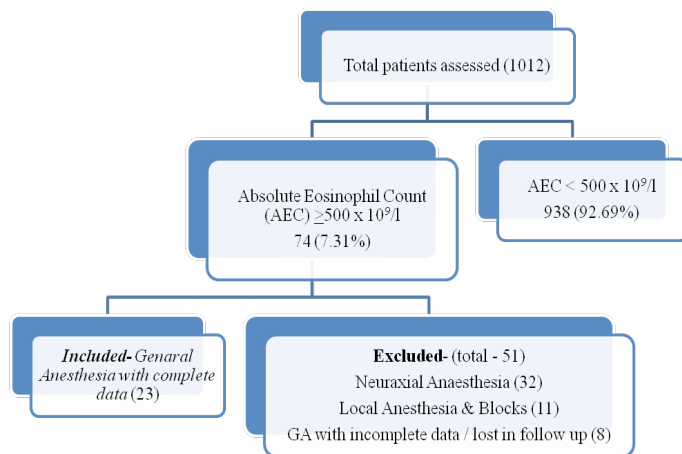 Total patients assessed (1012)
Absolute Eosinophil Count
(AEC) ≥500 x 10⁹/l
74 (7.31%)
AEC < 500 x 10⁹/l
938 (92.69%)
Included- Genaral
Anesthesia with complete
data (23)
Excluded- (total - 51)
Neuraxial Anaesthesia (32)
Local Anesthesia & Blocks (11)
GA with incomplete data / lost in follow up (8)